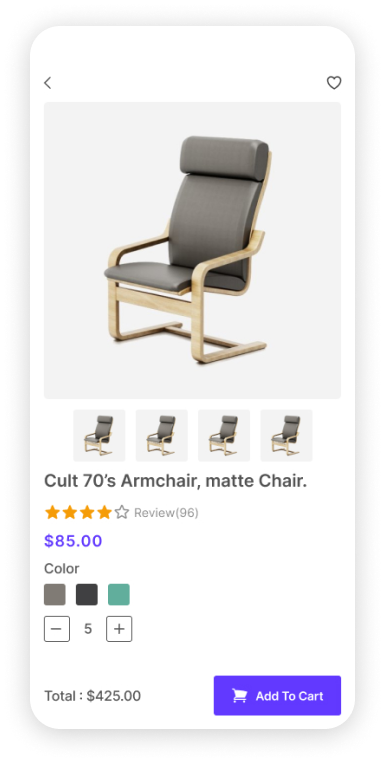 Cult 70’s Armchair, matte Chair.
Review(96)
$85.00
Color
5
Total : $425.00
Add To Cart